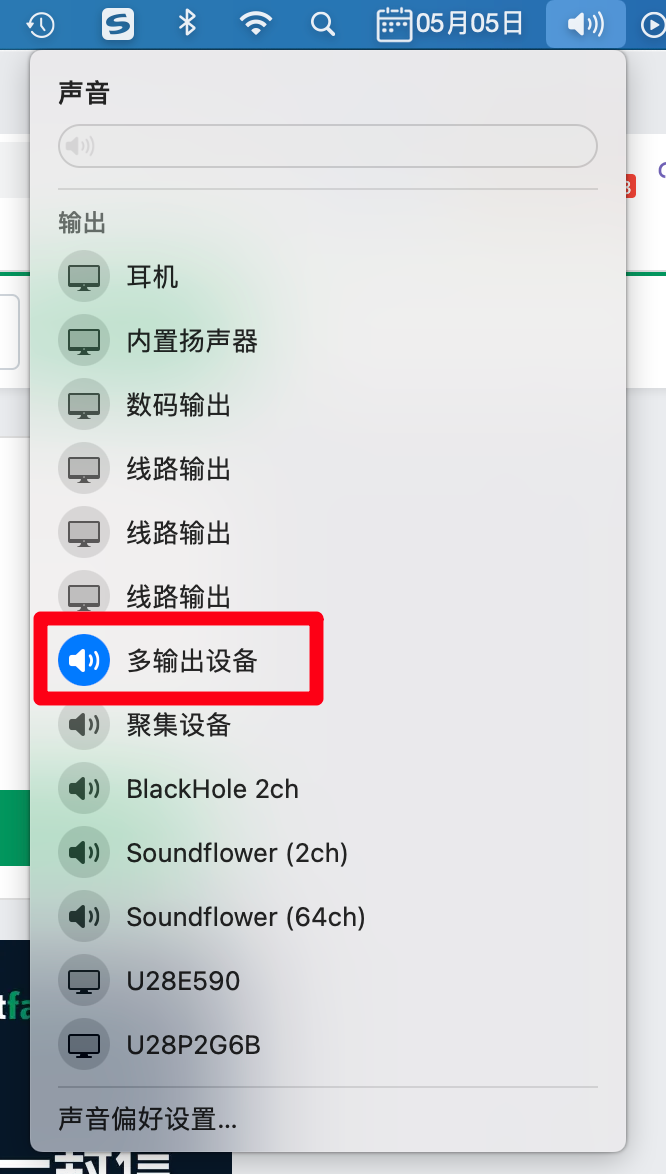 05月05日
声音
输出
耳机
内置扬声器
数码输出
线路输出
线路输出
线路输出
多输出设备
聚集设备
BlackHole 2ch
Soundflower (2ch)
Soundflower (64ch)
U28E590
U28P2G6B
声音偏好设置...